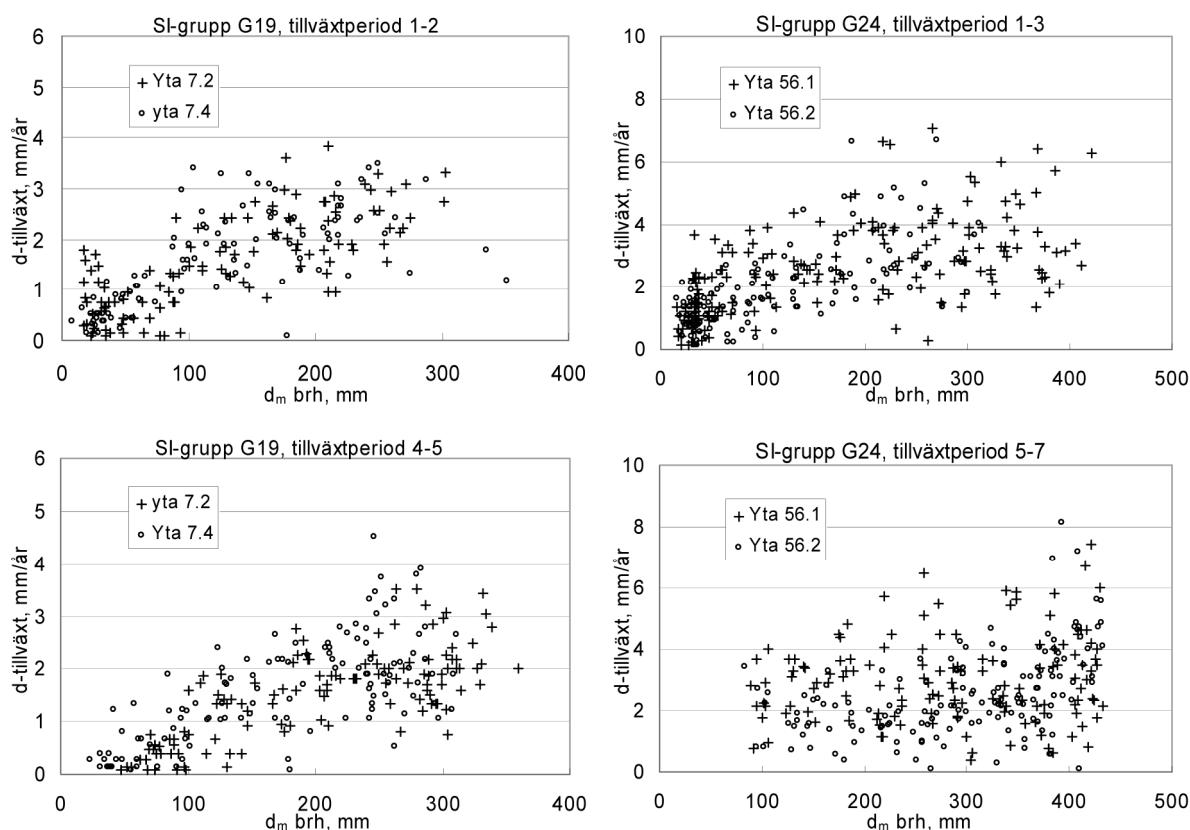 SI-grupp G19, tillväxtperiod 1-2
d-tillväxt, mm/år
6
5
4
3
2
1
0
Yta 7.2
yta 7.4
0 100 200 300 400
dm brh, mm
SI-grupp G24, tillväxtperiod 1-3
d-tillväxt, mm/år
10
8
6
4
2
0
Yta 56.1
Yta 56.2
0 100 200 300 400 500
dm brh, mm
SI-grupp G19, tillväxtperiod 4-5
d-tillväxt, mm/år
6
5
4
3
2
1
0
yta 7.2
Yta 7.4
0 100 200 300 400
dm brh, mm
SI-grupp G24, tillväxtperiod 5-7
d-tillväxt, mm/år
10
8
6
4
2
0
Yta 56.1
Yta 56.2
0 100 200 300 400 500
dm brh, mm